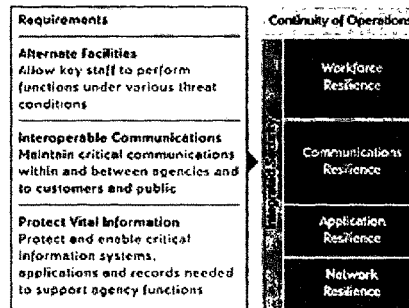 Requirements
Alternate Facilities
Allow key staff to perform
functions under various threat
conditions
Interoperable Communications
Maintain critical communications
within and between agencies and
to customers and public
Protect Vital Information
Protect and enable critical
information systems,
applications and records needed
to support agency functions
Continuity of Operations
Workforce
Resilience
Communications
Resilience
Application
Resilience
Network
Resilience